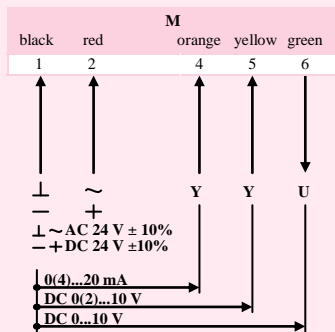 M
black red orange yellow green
1 2 4 5 6
⊥ ~ Y Y U
– +
⊥ ~ AC 24 V ± 10%
– + DC 24 V ±10%
0(4)...20 mA
DC 0(2)...10 V
DC 0...10 V